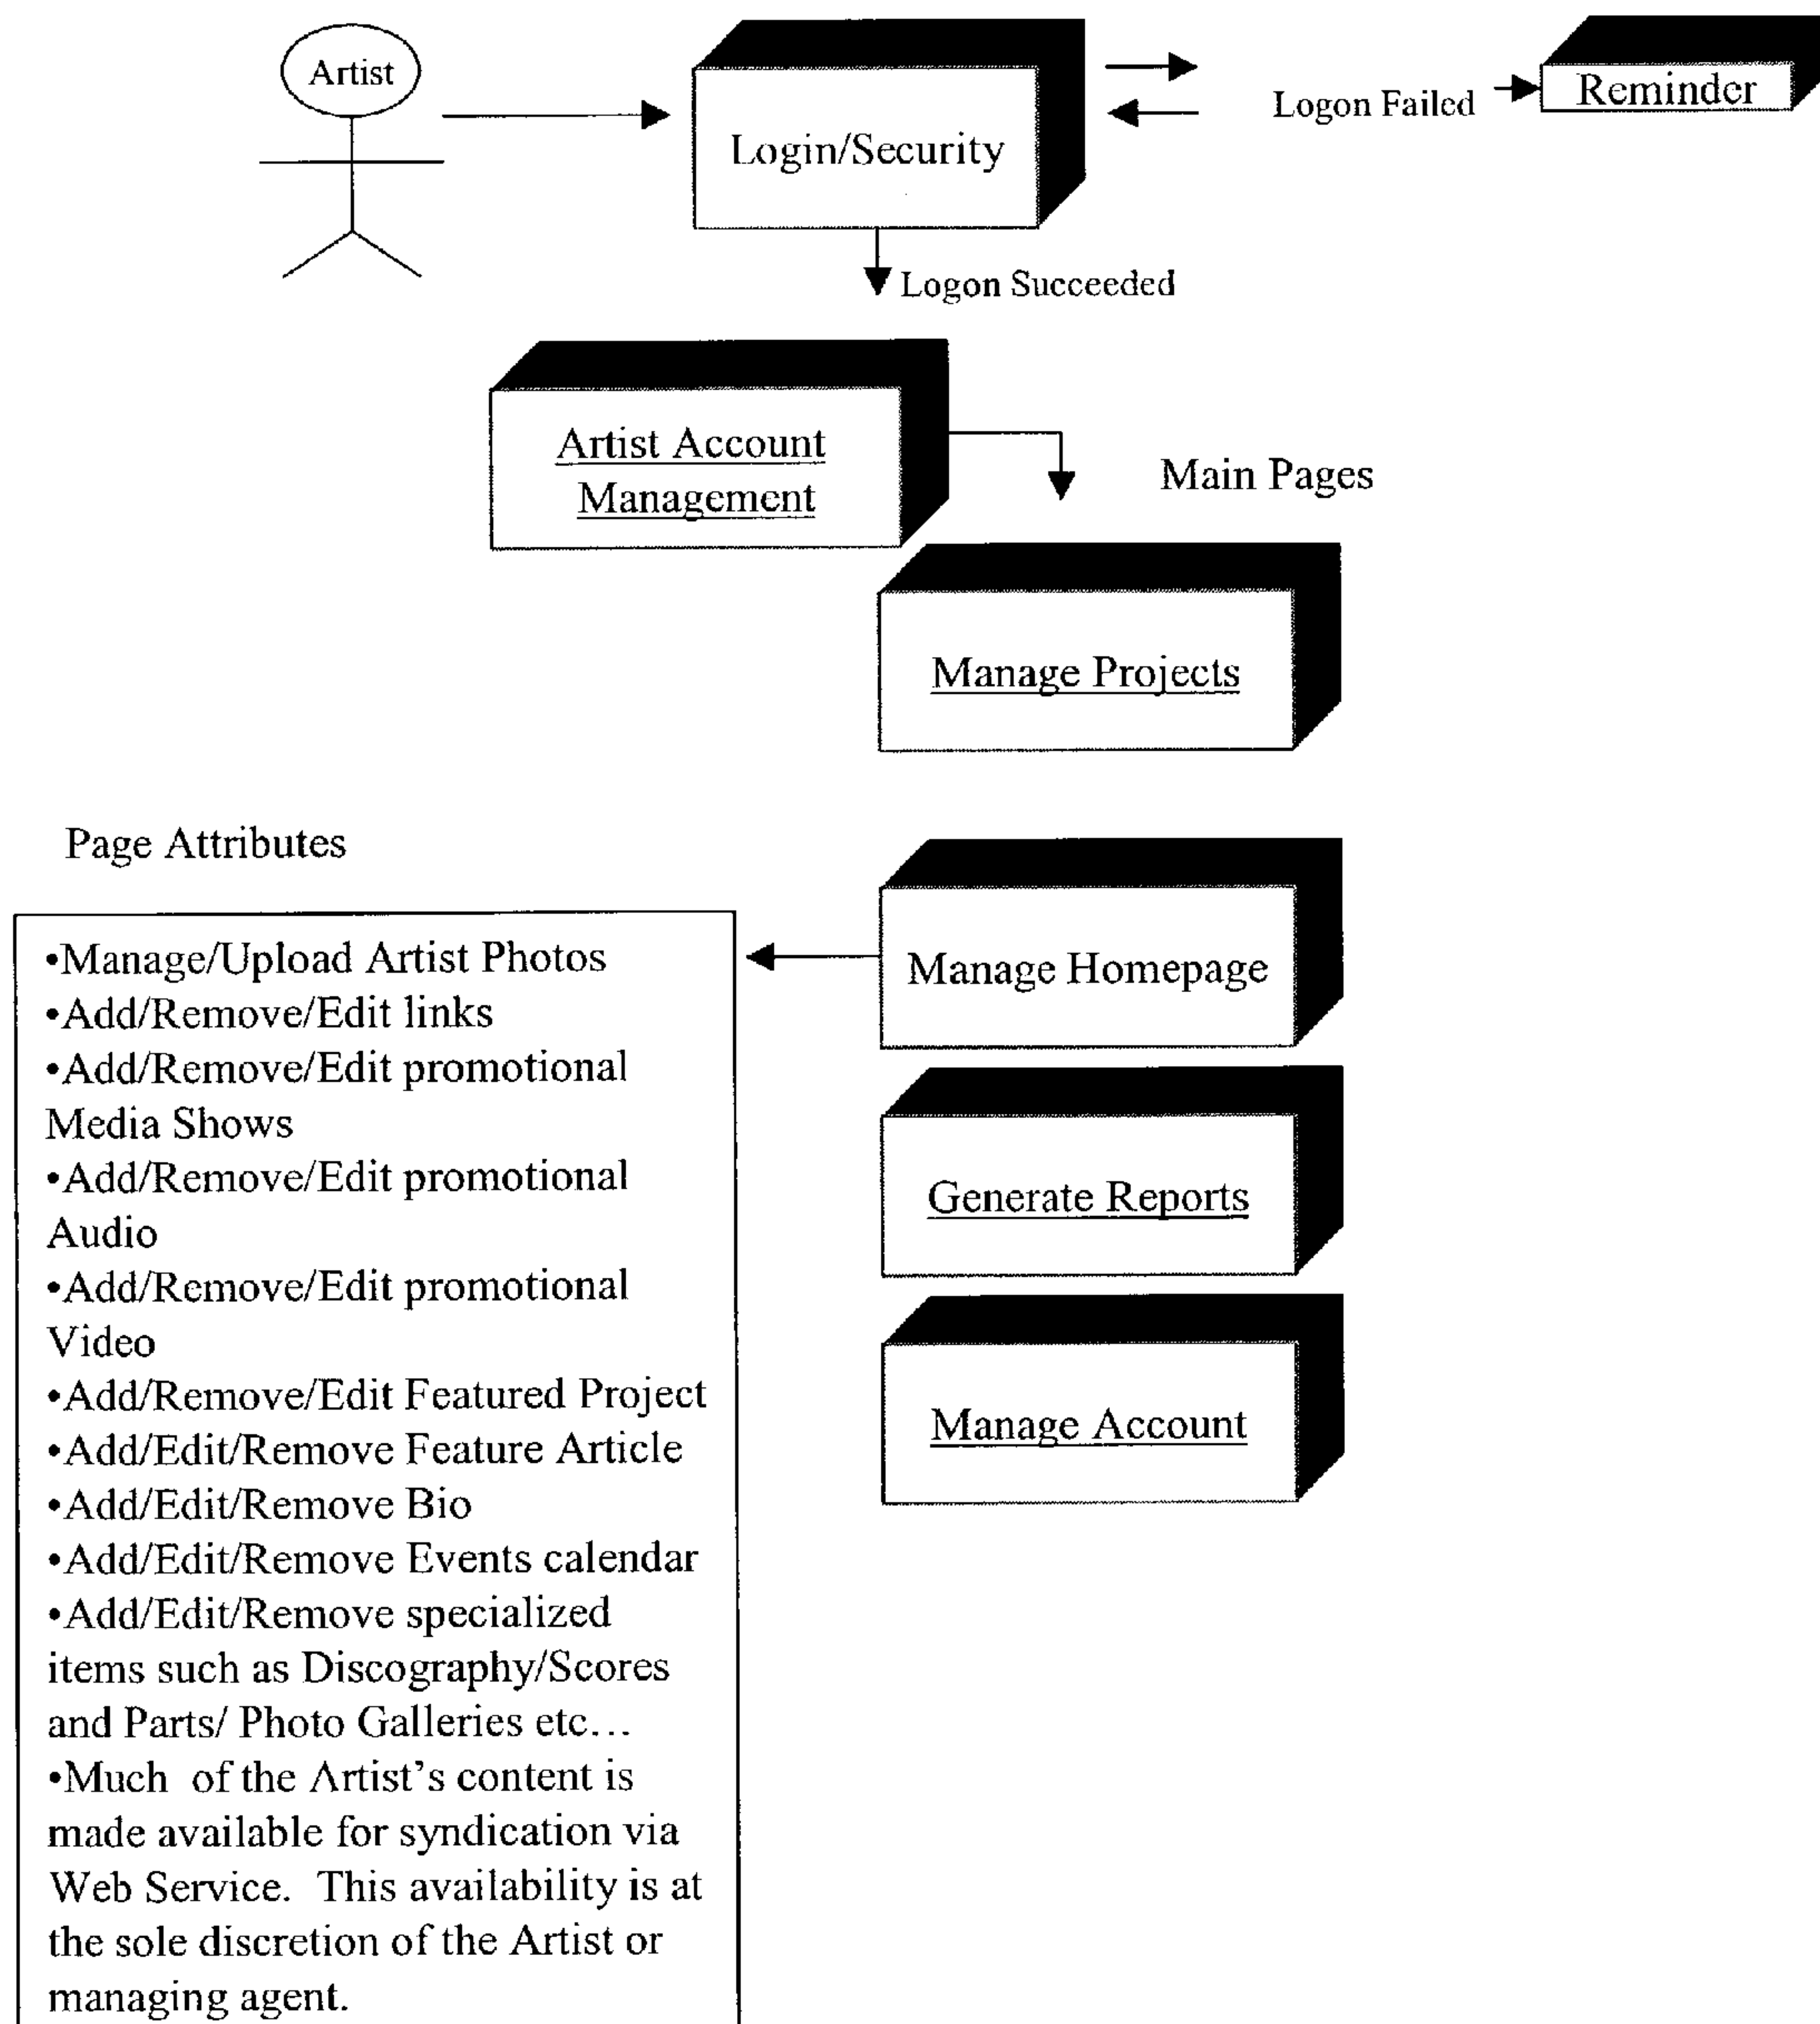 Artist
Login/Security
Logon Failed
Reminder
Logon Succeeded
Artist Account
Management
Main Pages
Manage Projects
Page Attributes
Manage Homepage
•Manage/Upload Artist Photos
•Add/Remove/Edit links
•Add/Remove/Edit promotional
Media Shows
•Add/Remove/Edit promotional
Audio
•Add/Remove/Edit promotional
Video
•Add/Remove/Edit Featured Project
•Add/Edit/Remove Feature Article
•Add/Edit/Remove Bio
•Add/Edit/Remove Events calendar
•Add/Edit/Remove specialized
items such as Discography/Scores
and Parts/ Photo Galleries etc…
•Much  of the Artist’s content is
made available for syndication via
Web Service.  This availability is at
the sole discretion of the Artist or
managing agent.
Generate Reports
Manage Account